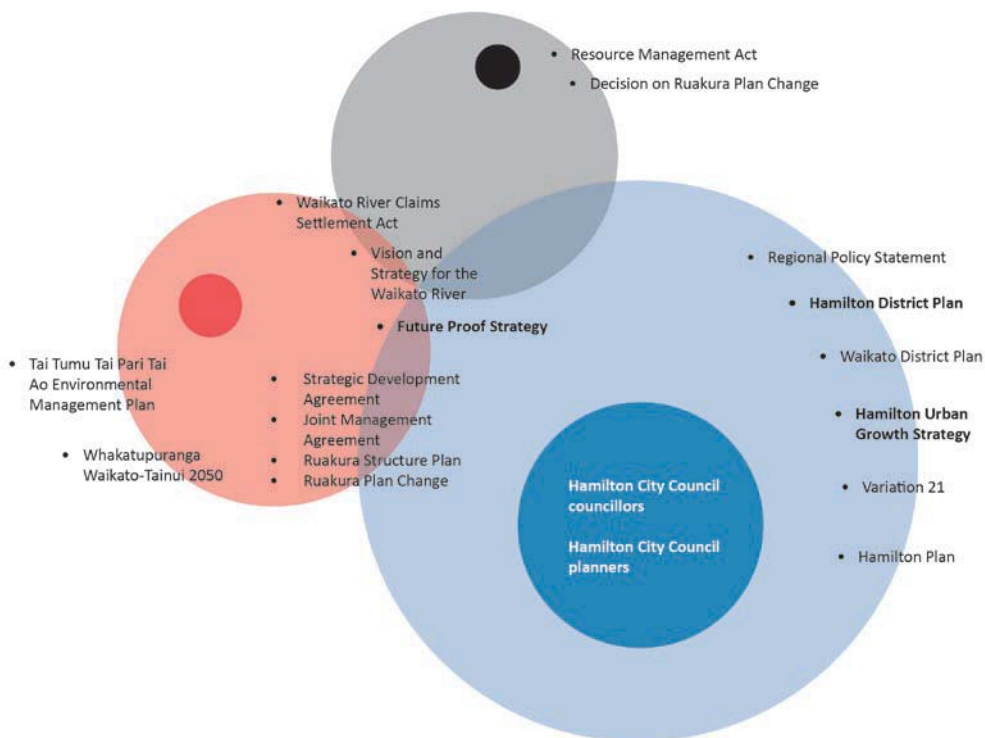 • Resource Management Act
• Decision on Ruakura Plan Change
• Waikato River Claims
Settlement Act
• Vision and
Strategy for the
Waikato River
• Future Proof Strategy
• Regional Policy Statement
• Hamilton District Plan
• Waikato District Plan
• Hamilton Urban
Growth Strategy
• Variation 21
• Hamilton Plan
• Tai Tumu Tai Pari Tai
Ao Environmental
Management Plan
• Whakatupuranga
Waikato-Tainui 2050
• Strategic Development
Agreement
• Joint Management
Agreement
• Ruakura Structure Plan
• Ruakura Plan Change
Hamilton City Council
councillors
Hamilton City Council
planners